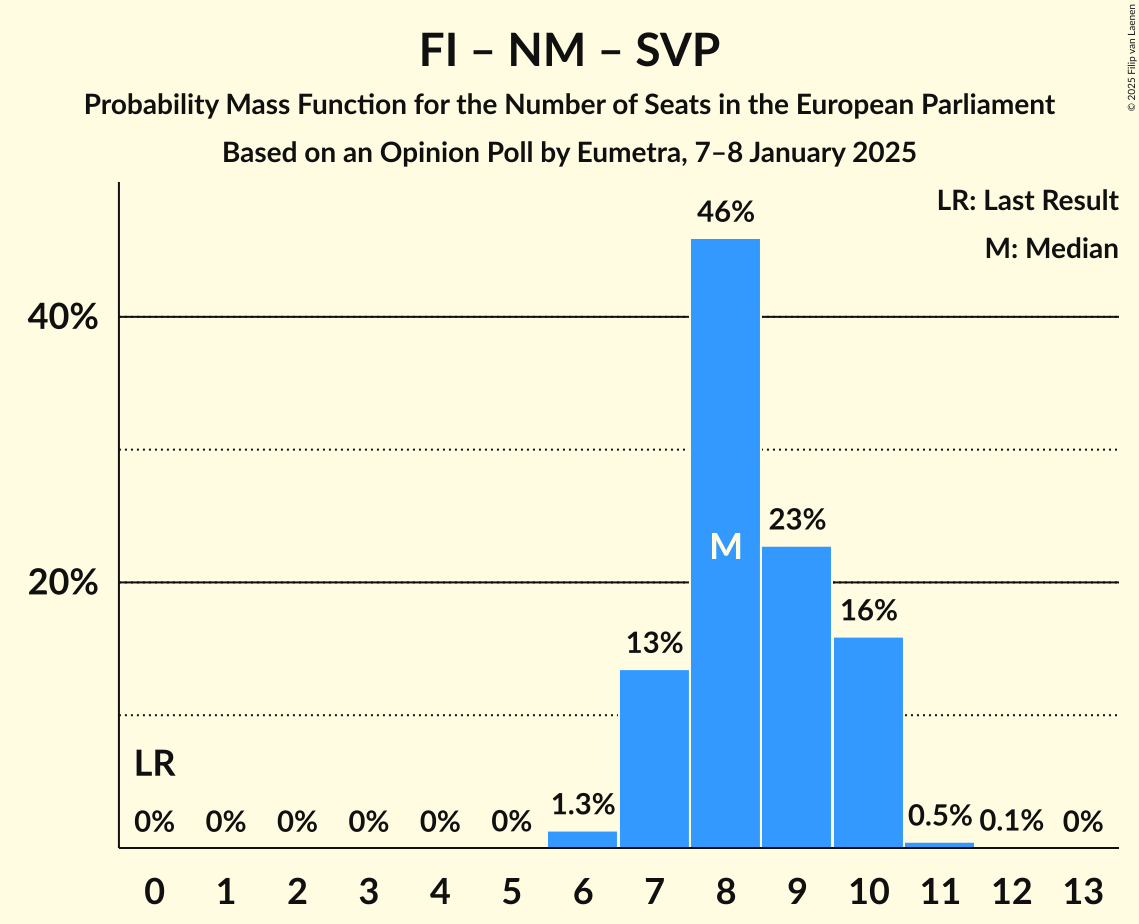 FI – NM – SVP
Probability Mass Function for the Number of Seats in the European Parliament
Based on an Opinion Poll by Eumetra, 7–8 January 2025
© 2025 Filip van Laenen
LR: Last Result
M: Median
46%
40%
M
23%
20%
16%
13%
LR
0% 0% 0% 0% 0% 0% 1.3% 0.5% 0.1% 0%
0 1 2 3 4 5 6 7 8 9 10 11 12 13